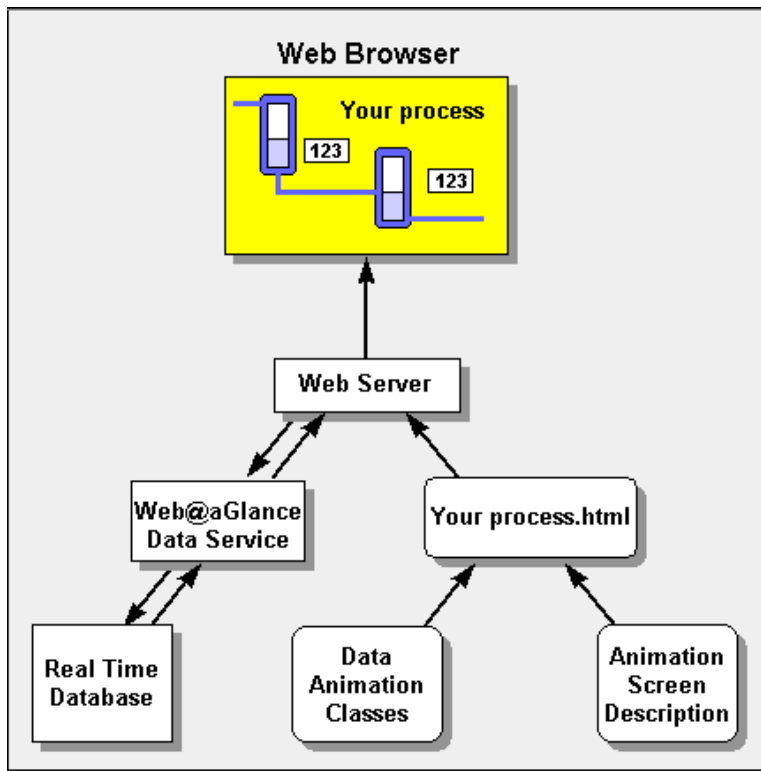 Web Browser
Your process
123
123
Web Server
Web@aGlance
Data Service
Your process.html
Real Time
Database
Data
Animation
Classes
Animation
Screen
Description